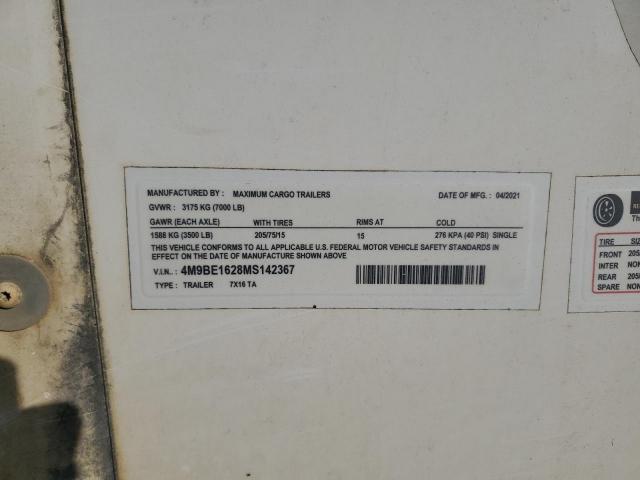 MANUFACTURED BY : MAXIMUM CARGO TRAILERS DATE OF MFG. : 04/2021
GVWR : 3175 KG (7000 LB)
GAWR (EACH AXLE) WITH TIRES RIMS AT COLD
1588 KG (3500 LB) 205/75/15 15 276 KPA (40 PSI) SINGLE
THIS VEHICLE CONFORMS TO ALL APPLICABLE U.S. FEDERAL MOTOR VEHICLE SAFETY STANDARDS IN
EFFECT ON THE DATE OF MANUFACTURE SHOWN ABOVE
V.I.N.. : 4M9BE1628MS142367
TYPE : TRAILER 7X16 TA
TIRE
FRONT 205
INTER
REAR 205
SPARE